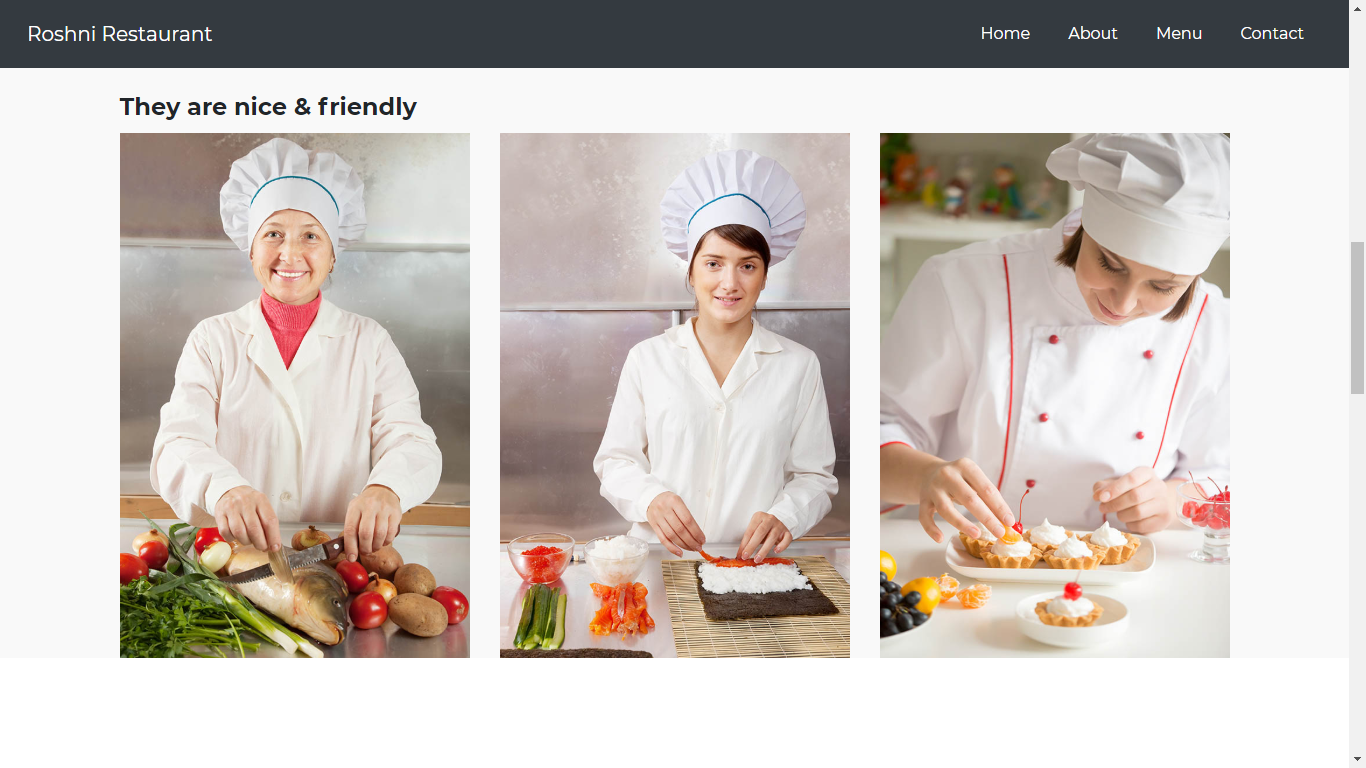 Roshni Restaurant
Home About Menu Contact
They are nice & friendly